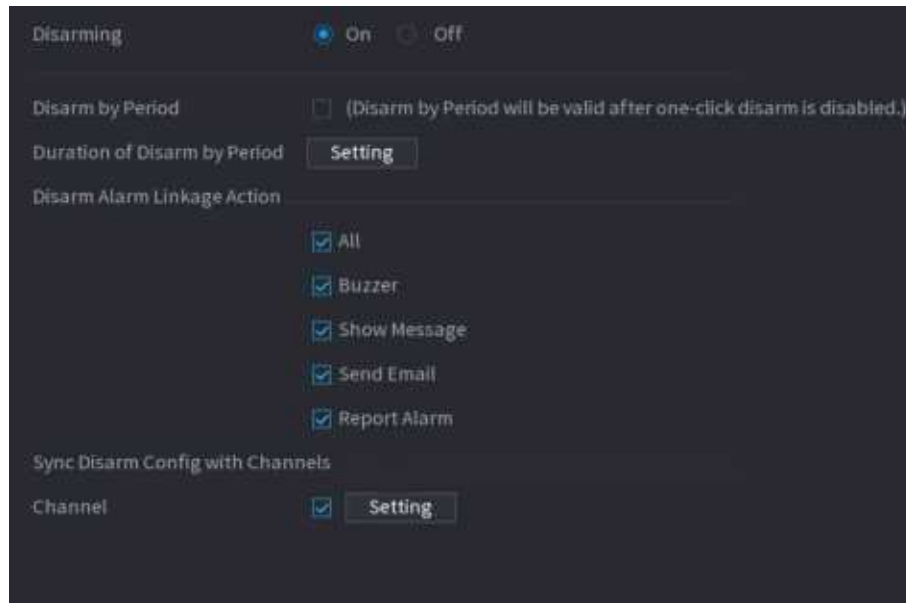 Disarming On Off
Disarm by Period (Disarm by Period will be valid after one-click disarm is disabled.)
Duration of Disarm by Period Setting
Disarm Alarm Linkage Action
All
Buzzer
Show Message
Send Email
Report Alarm
Sync Disarm Config with Channels
Channel Setting